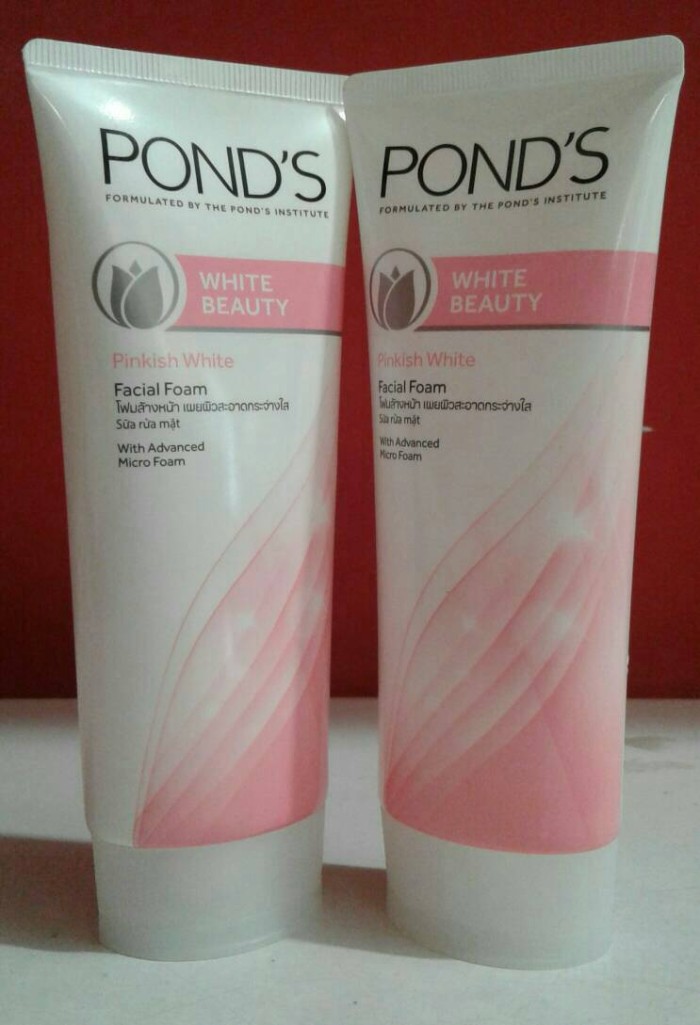 POND'S
FORMULATED BY THE POND'S INSTITUTE
WHITE
BEAUTY
Pinkish White
Facial Foam
โฟมล้างหน้า เผยผิวสะอาดกระจ่างใส
Sữa rửa mặt
With Advanced
Micro Foam
POND'S
FORMULATED BY THE POND'S INSTITUTE
WHITE
BEAUTY
Pinkish White
Facial Foam
โฟมล้างหน้า เผยผิวสะอาดกระจ่างใส
Sữa rửa mặt
With Advanced
Micro Foam